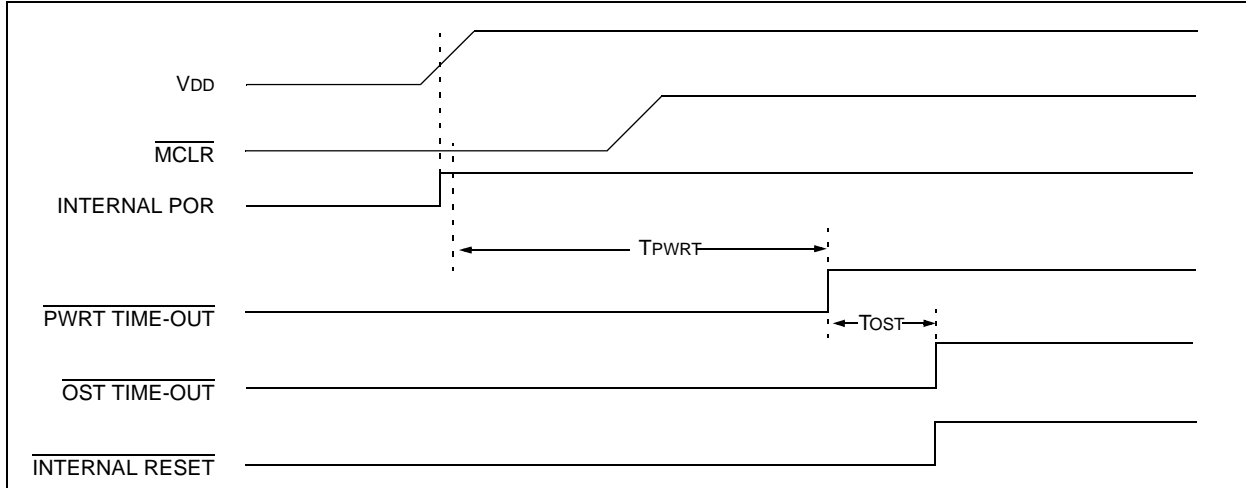 VDD
MCLR
INTERNAL POR
TPWRT
PWRT TIME-OUT
TOST
OST TIME-OUT
INTERNAL RESET